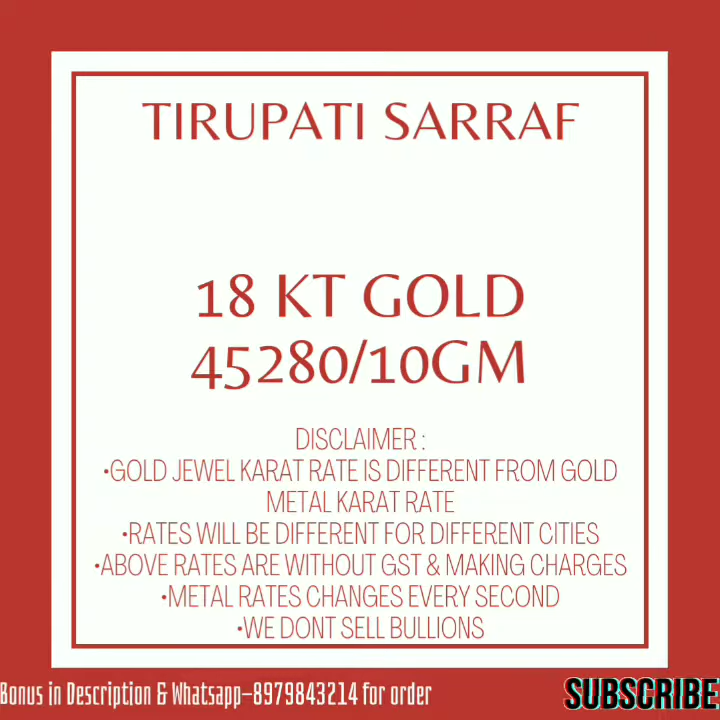 TIRUPATI SARRAF
18 KT GOLD
45280/10GM
DISCLAIMER :
•GOLD JEWEL KARAT RATE IS DIFFERENT FROM GOLD
METAL KARAT RATE
•RATES WILL BE DIFFERENT FOR DIFFERENT CITIES
•ABOVE RATES ARE WITHOUT GST & MAKING CHARGES
•METAL RATES CHANGES EVERY SECOND
•WE DONT SELL BULLIONS
Bonus in Description & Whatsapp-8979843214 for order
SUBSCRIBE